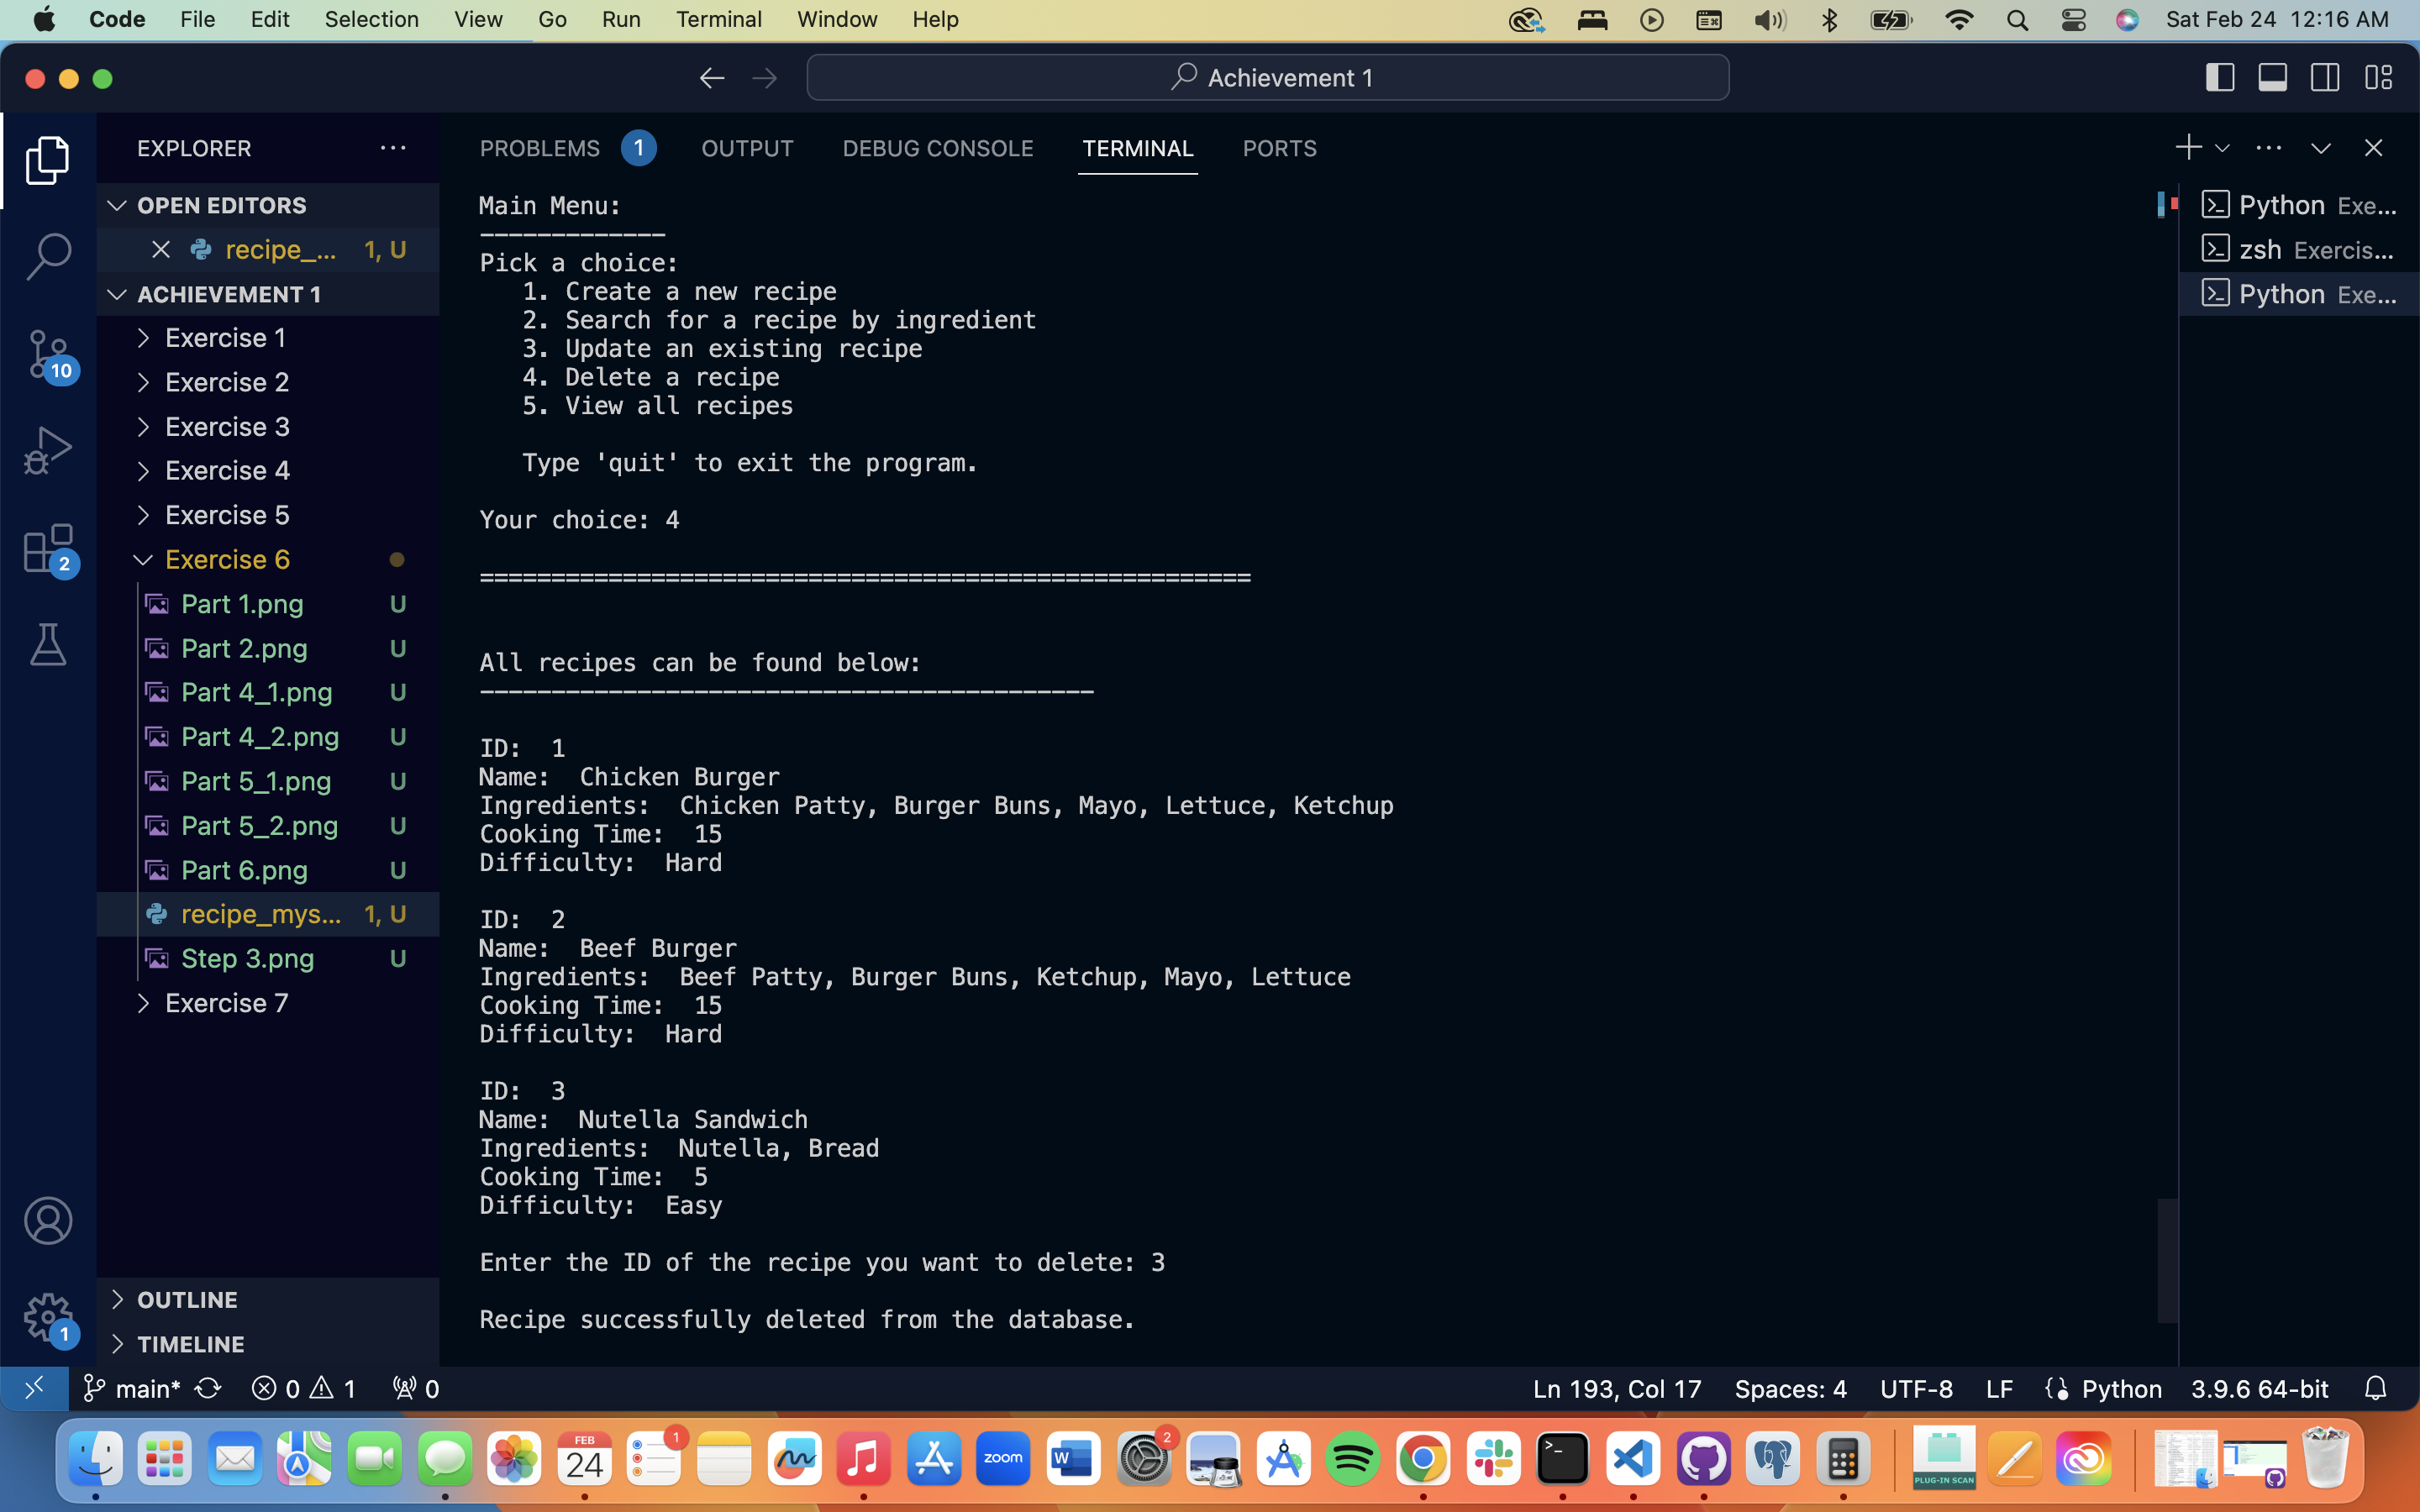 Code File Edit Selection View Go Run Terminal Window Help Sat Feb 24 12:16 AM
Achievement 1
EXPLORER
OPEN EDITORS
recipe_... 1, U
ACHIEVEMENT 1
Exercise 1
Exercise 2
Exercise 3
Exercise 4
Exercise 5
Exercise 6
Part 1.png U
Part 2.png U
Part 4_1.png U
Part 4_2.png U
Part 5_1.png U
Part 5_2.png U
Part 6.png U
recipe_mys... 1, U
Step 3.png U
Exercise 7
OUTLINE
TIMELINE
10
2
1
PROBLEMS 1 OUTPUT DEBUG CONSOLE TERMINAL PORTS
Main Menu:
-------------
Pick a choice:
1. Create a new recipe
2. Search for a recipe by ingredient
3. Update an existing recipe
4. Delete a recipe
5. View all recipes
Type 'quit' to exit the program.
Your choice: 4
======================================================
All recipes can be found below:
-------------------------------------------
ID: 1
Name: Chicken Burger
Ingredients: Chicken Patty, Burger Buns, Mayo, Lettuce, Ketchup
Cooking Time: 15
Difficulty: Hard
ID: 2
Name: Beef Burger
Ingredients: Beef Patty, Burger Buns, Ketchup, Mayo, Lettuce
Cooking Time: 15
Difficulty: Hard
ID: 3
Name: Nutella Sandwich
Ingredients: Nutella, Bread
Cooking Time: 5
Difficulty: Easy
Enter the ID of the recipe you want to delete: 3
Recipe successfully deleted from the database.
Python Exe...
zsh Exercis...
Python Exe...
main* 0 1 0 Ln 193, Col 17 Spaces: 4 UTF-8 LF Python 3.9.6 64-bit
FEB
24
1
zoom
W
2
PLUG-IN SCAN